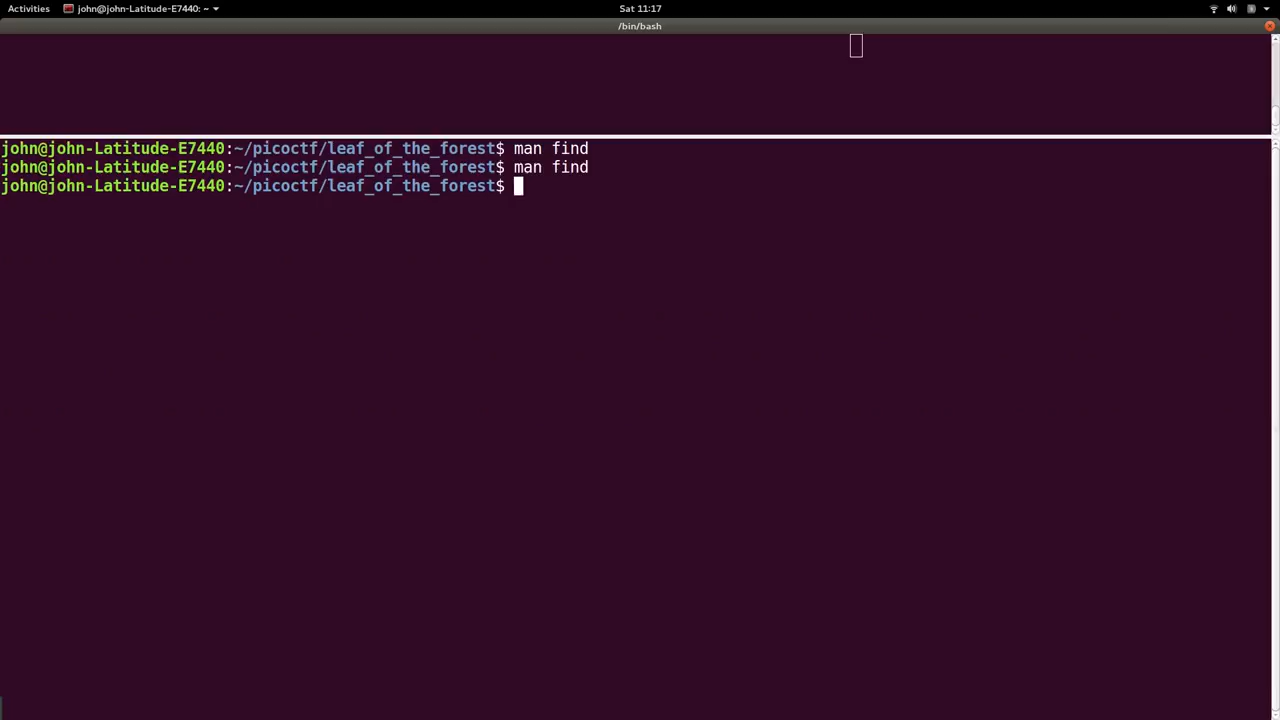 Activities john@john-Latitude-E7440: ~ Sat 11:17
/bin/bash
john@john-Latitude-E7440:~/picoctf/leaf_of_the_forest$ man find
john@john-Latitude-E7440:~/picoctf/leaf_of_the_forest$ man find
john@john-Latitude-E7440:~/picoctf/leaf_of_the_forest$